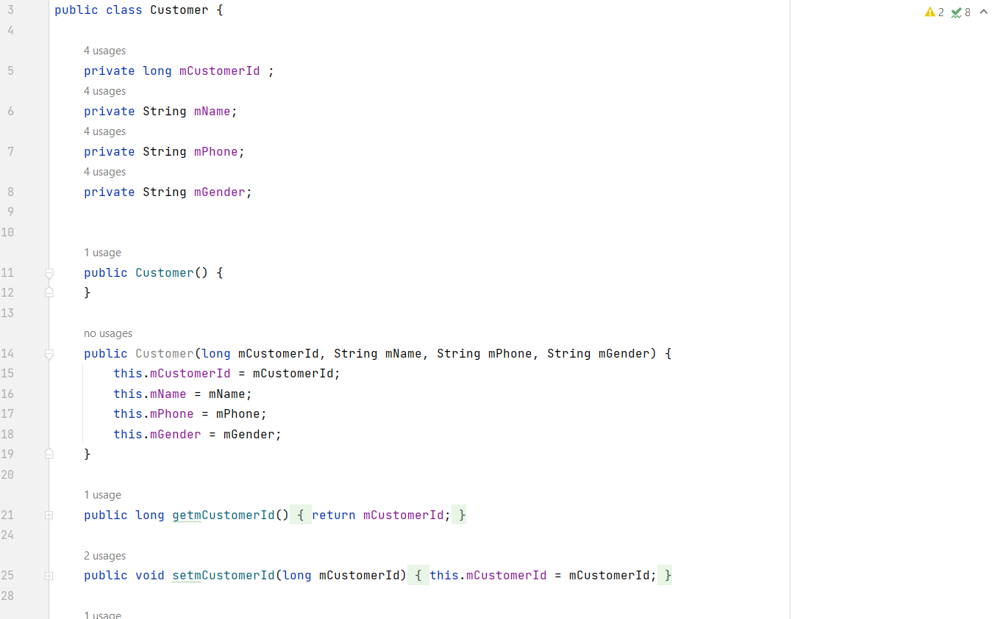 3 public class Customer {
2 8
4
4 usages
5 private long mCustomerId ;
4 usages
6 private String mName;
4 usages
7 private String mPhone;
4 usages
8 private String mGender;
9
10
1 usage
11 public Customer() {
12 }
13
no usages
14 public Customer(long mCustomerId, String mName, String mPhone, String mGender) {
15 this.mCustomerId = mCustomerId;
16 this.mName = mName;
17 this.mPhone = mPhone;
18 this.mGender = mGender;
19 }
20
1 usage
21 public long getmCustomerId() { return mCustomerId; }
24
2 usages
25 public void setmCustomerId(long mCustomerId) { this.mCustomerId = mCustomerId; }
28
1 usage